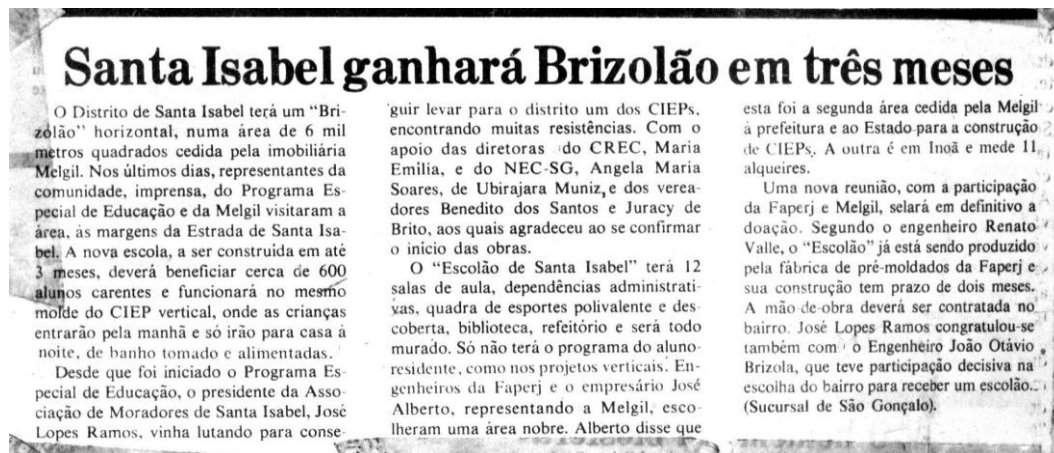 Santa Isabel ganhará Brizolão em três meses
O Distrito de Santa Isabel terá um "Bri-
zolão" horizontal, numa área de 6 mil
metros quadrados cedida pela imobiliária
Melgil. Nos últimos dias, representantes da
comunidade, imprensa, do Programa Es-
pecial de Educação e da Melgil visitaram a
área, às margens da Estrada de Santa Isa-
bel. A nova escola, a ser construída em até
3 meses, deverá beneficiar cerca de 600
alunos carentes e funcionará no mesmo
molde do CIEP vertical, onde as crianças
entrarão pela manhã e só irão para casa à
noite, de banho tomado e alimentadas.
Desde que foi iniciado o Programa Es-
pecial de Educação, o presidente da Asso-
ciação de Moradores de Santa Isabel, José
Lopes Ramos, vinha lutando para conse-
guir levar para o distrito um dos CIEPs,
encontrando muitas resistências. Com o
apoio das diretoras do CREC, Maria
Emília, e do NEC-SG, Angela Maria
Soares, de Ubirajara Muniz, e dos verea-
dores Benedito dos Santos e Juracy de
Brito, aos quais agradeceu ao se confirmar
o início das obras.
O "Escolão de Santa Isabel" terá 12
salas de aula, dependências administrati-
vas, quadra de esportes polivalente e des-
coberta, biblioteca, refeitório e será todo
murado. Só não terá o programa do aluno-
residente, como nos projetos verticais. En-
genheiros da Faperj e o empresário José
Alberto, representando a Melgil, esco-
lheram uma área nobre. Alberto disse que
esta foi a segunda área cedida pela Melgil
à prefeitura e ao Estado para a construção
de CIEPs. A outra é em Inoã e mede 11
alqueires.
Uma nova reunião, com a participação
da Faperj e Melgil, selará em definitivo a
doação. Segundo o engenheiro Renato
Valle, o "Escolão" já está sendo produzido
pela fábrica de pré-moldados da Faperj e
sua construção tem prazo de dois meses.
A mão-de-obra deverá ser contratada no
bairro. José Lopes Ramos congratulou-se
também com o Engenheiro João Otávio
Brizola, que teve participação decisiva na
escolha do bairro para receber um escolão.
(Sucursal de São Gonçalo).